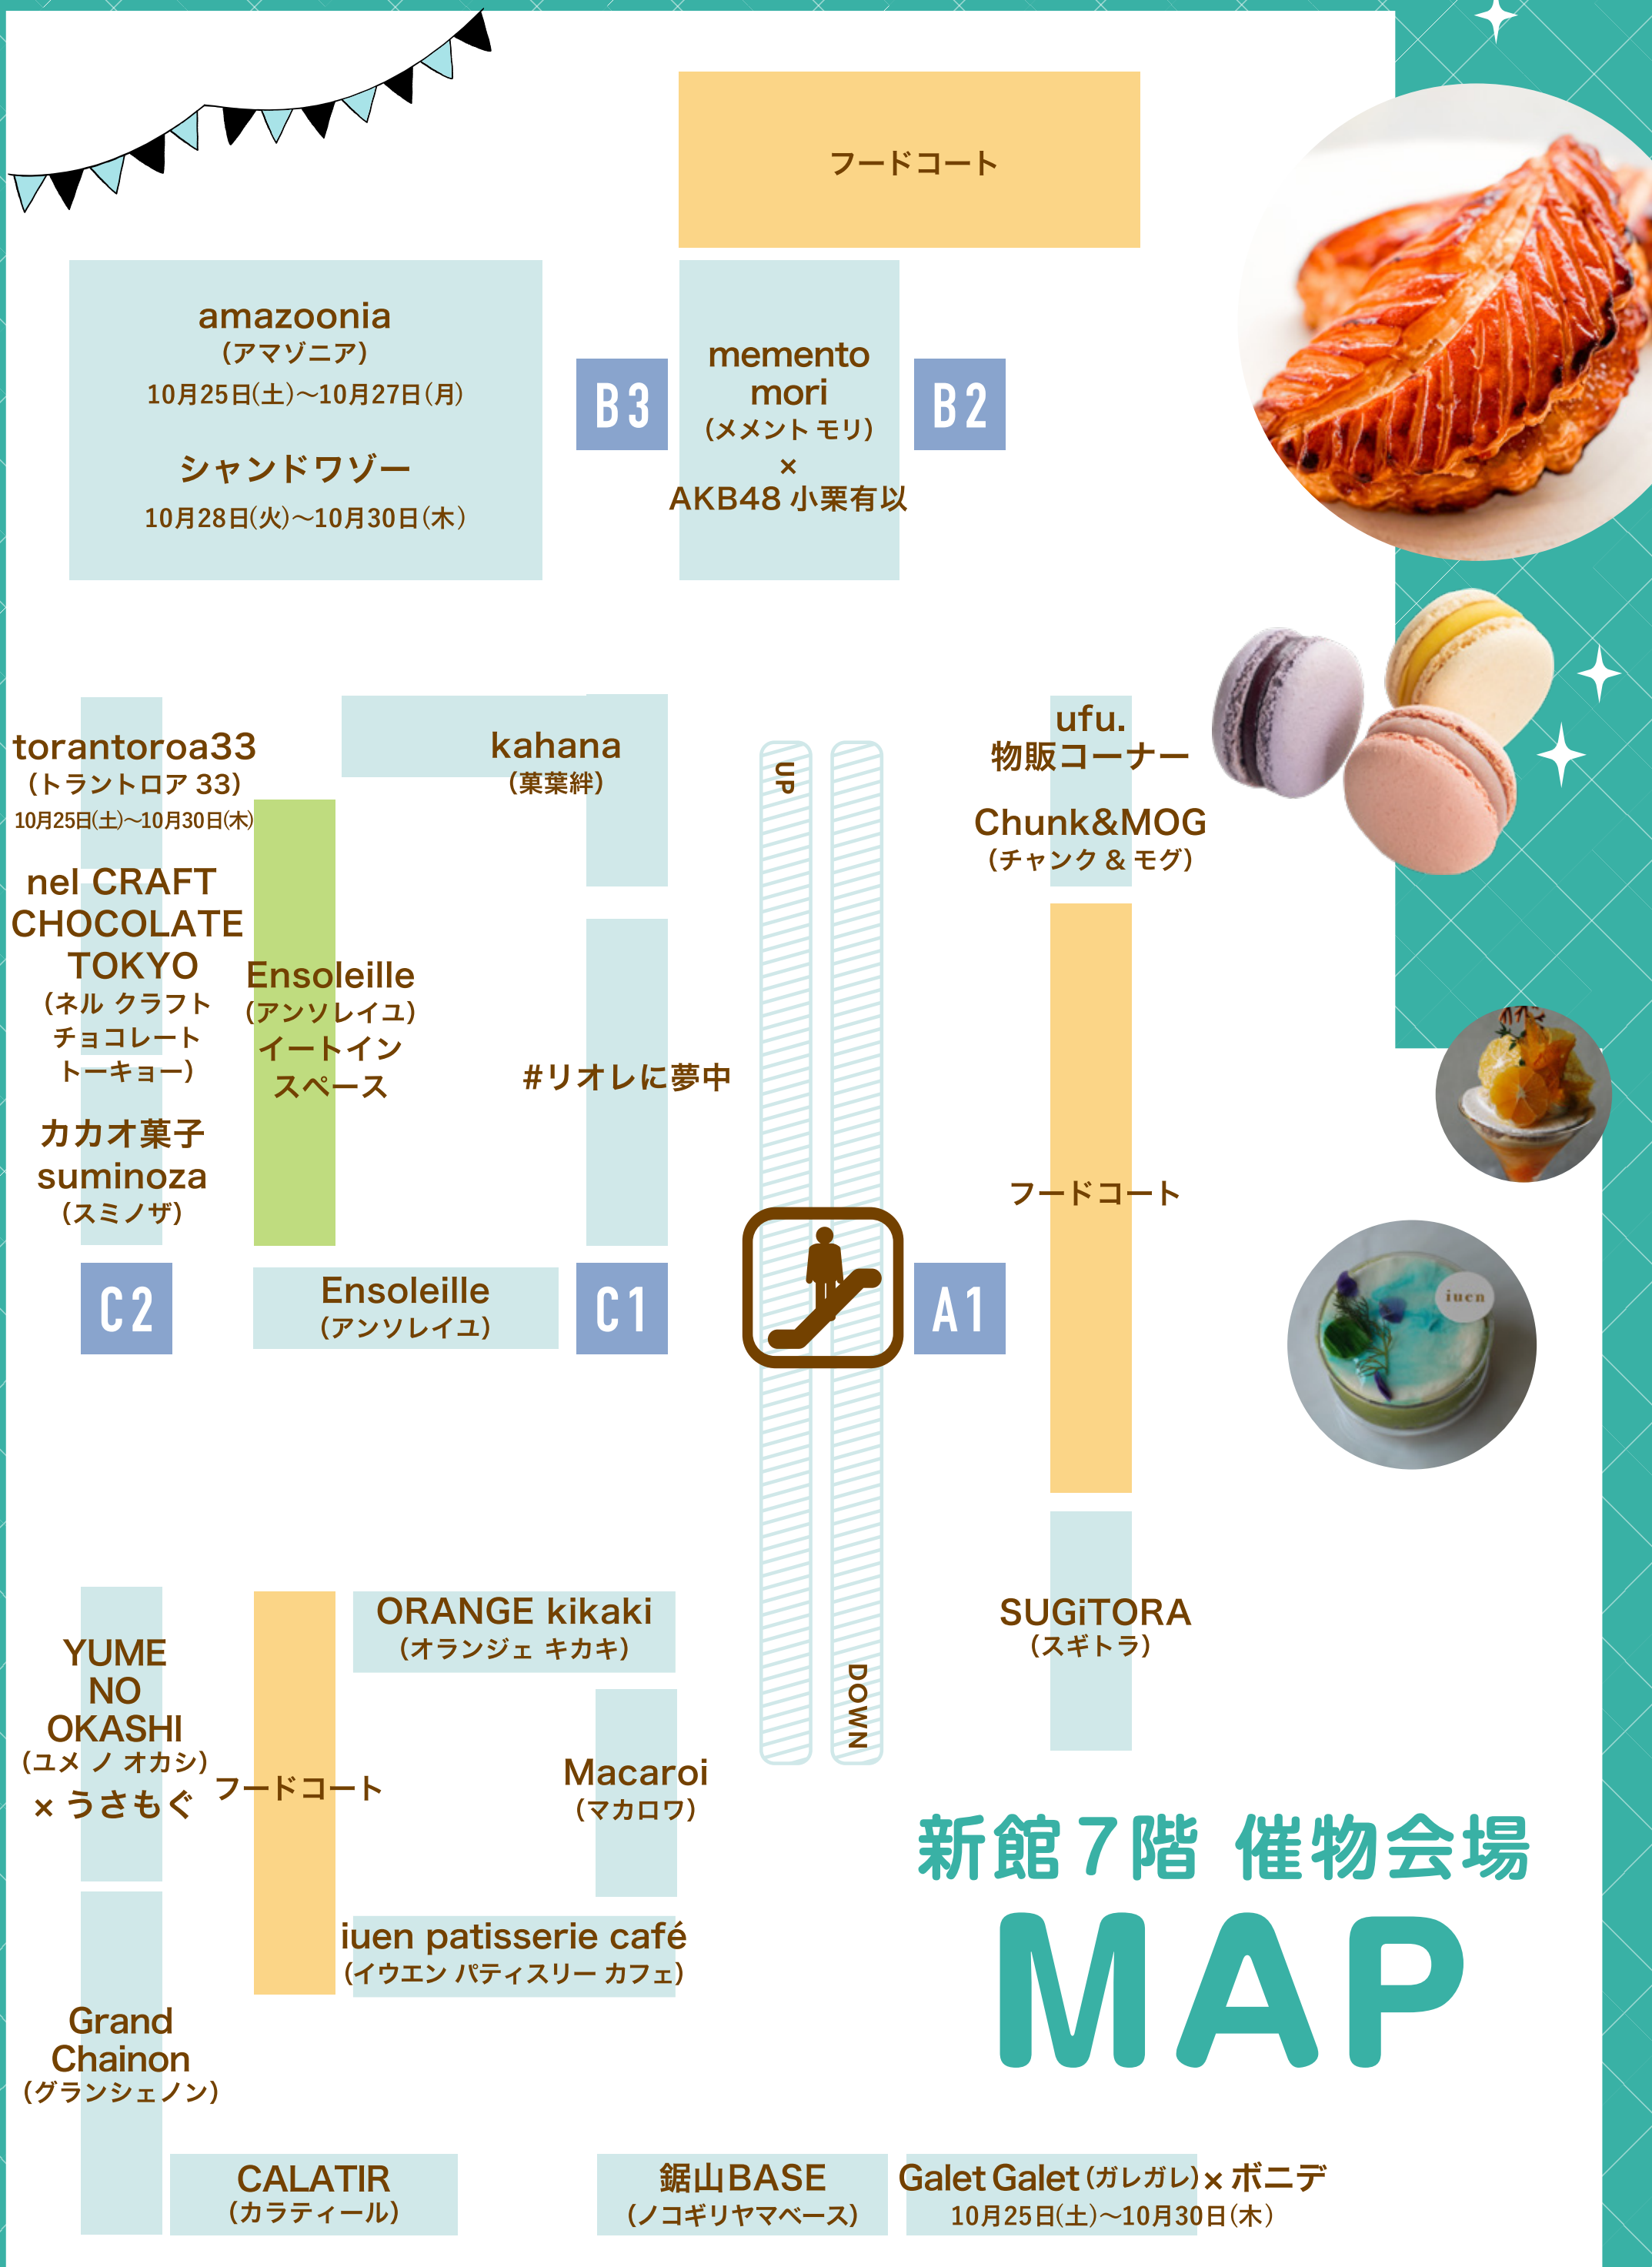 フードコート
amazoonia
(アマゾニア)
10月25日(土)～10月27日(月)
シャンドワゾー
10月28日(火)～10月30日(木)
B3
memento
mori
(メメント モリ)
×
AKB48 小栗有以
B2
torantoroa33
(トラントロア 33)
10月25日(土)～10月30日(木)
nel CRAFT
CHOCOLATE
TOKYO
(ネル クラフト
チョコレート
トーキョー)
カカオ菓子
suminoza
(スミノザ)
C2
kahana
(菓葉絆)
Ensoleille
(アンソレイユ)
イートイン
スペース
#リオレに夢中
Ensoleille
(アンソレイユ)
C1
UP
DOWN
A1
ufu.
物販コーナー
Chunk&MOG
(チャンク & モグ)
フードコート
SUGiTORA
(スギトラ)
iuen
YUME
NO
OKASHI
(ユメ ノ オカシ)
× うさもぐ
フードコート
ORANGE kikaki
(オランジェ キカキ)
Macaroi
(マカロワ)
iuen patisserie café
(イウエン パティスリー カフェ)
Grand
Chainon
(グランシェノン)
CALATIR
(カラティール)
鋸山BASE
(ノコギリヤマベース)
Galet Galet (ガレガレ) × ボニデ
10月25日(土)～10月30日(木)
新館7階 催物会場
MAP